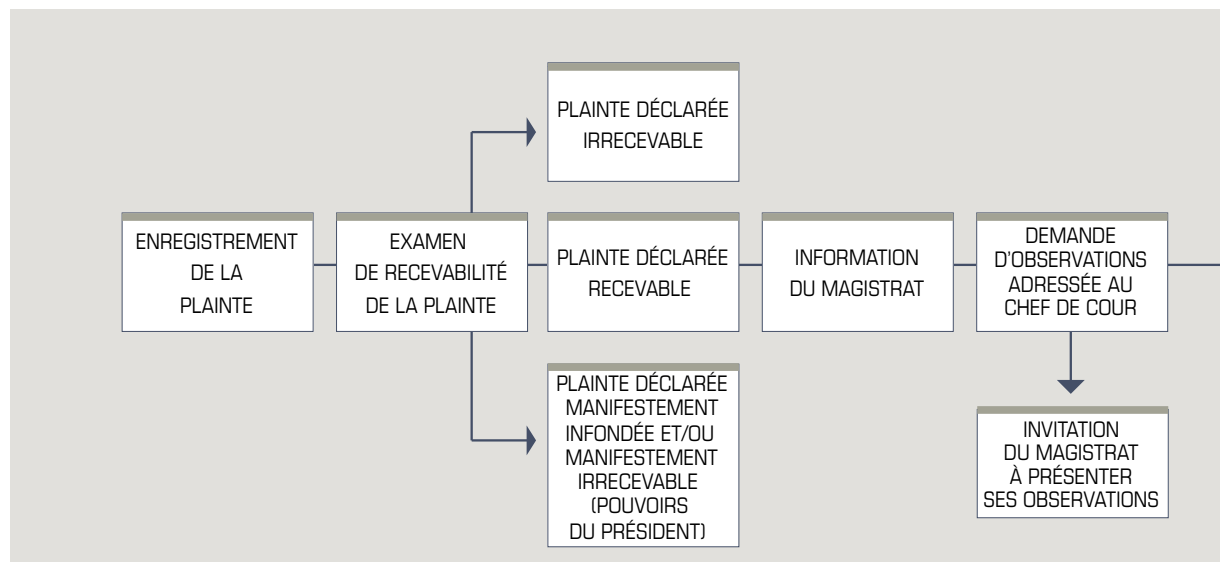 PLAINTE DÉCLARÉE
IRRECEVABLE
ENREGISTREMENT
DE LA
PLAINTE
EXAMEN
DE RECEVABILITÉ
DE LA PLAINTE
PLAINTE DÉCLARÉE
RECEVABLE
INFORMATION
DU MAGISTRAT
DEMANDE
D'OBSERVATIONS
ADRESSÉE AU
CHEF DE COUR
PLAINTE DÉCLARÉE
MANIFESTEMENT
INFONDÉE ET/OU
MANIFESTEMENT
IRRECEVABLE
(POUVOIRS
DU PRÉSIDENT)
INVITATION
DU MAGISTRAT
À PRÉSENTER
SES OBSERVATIONS